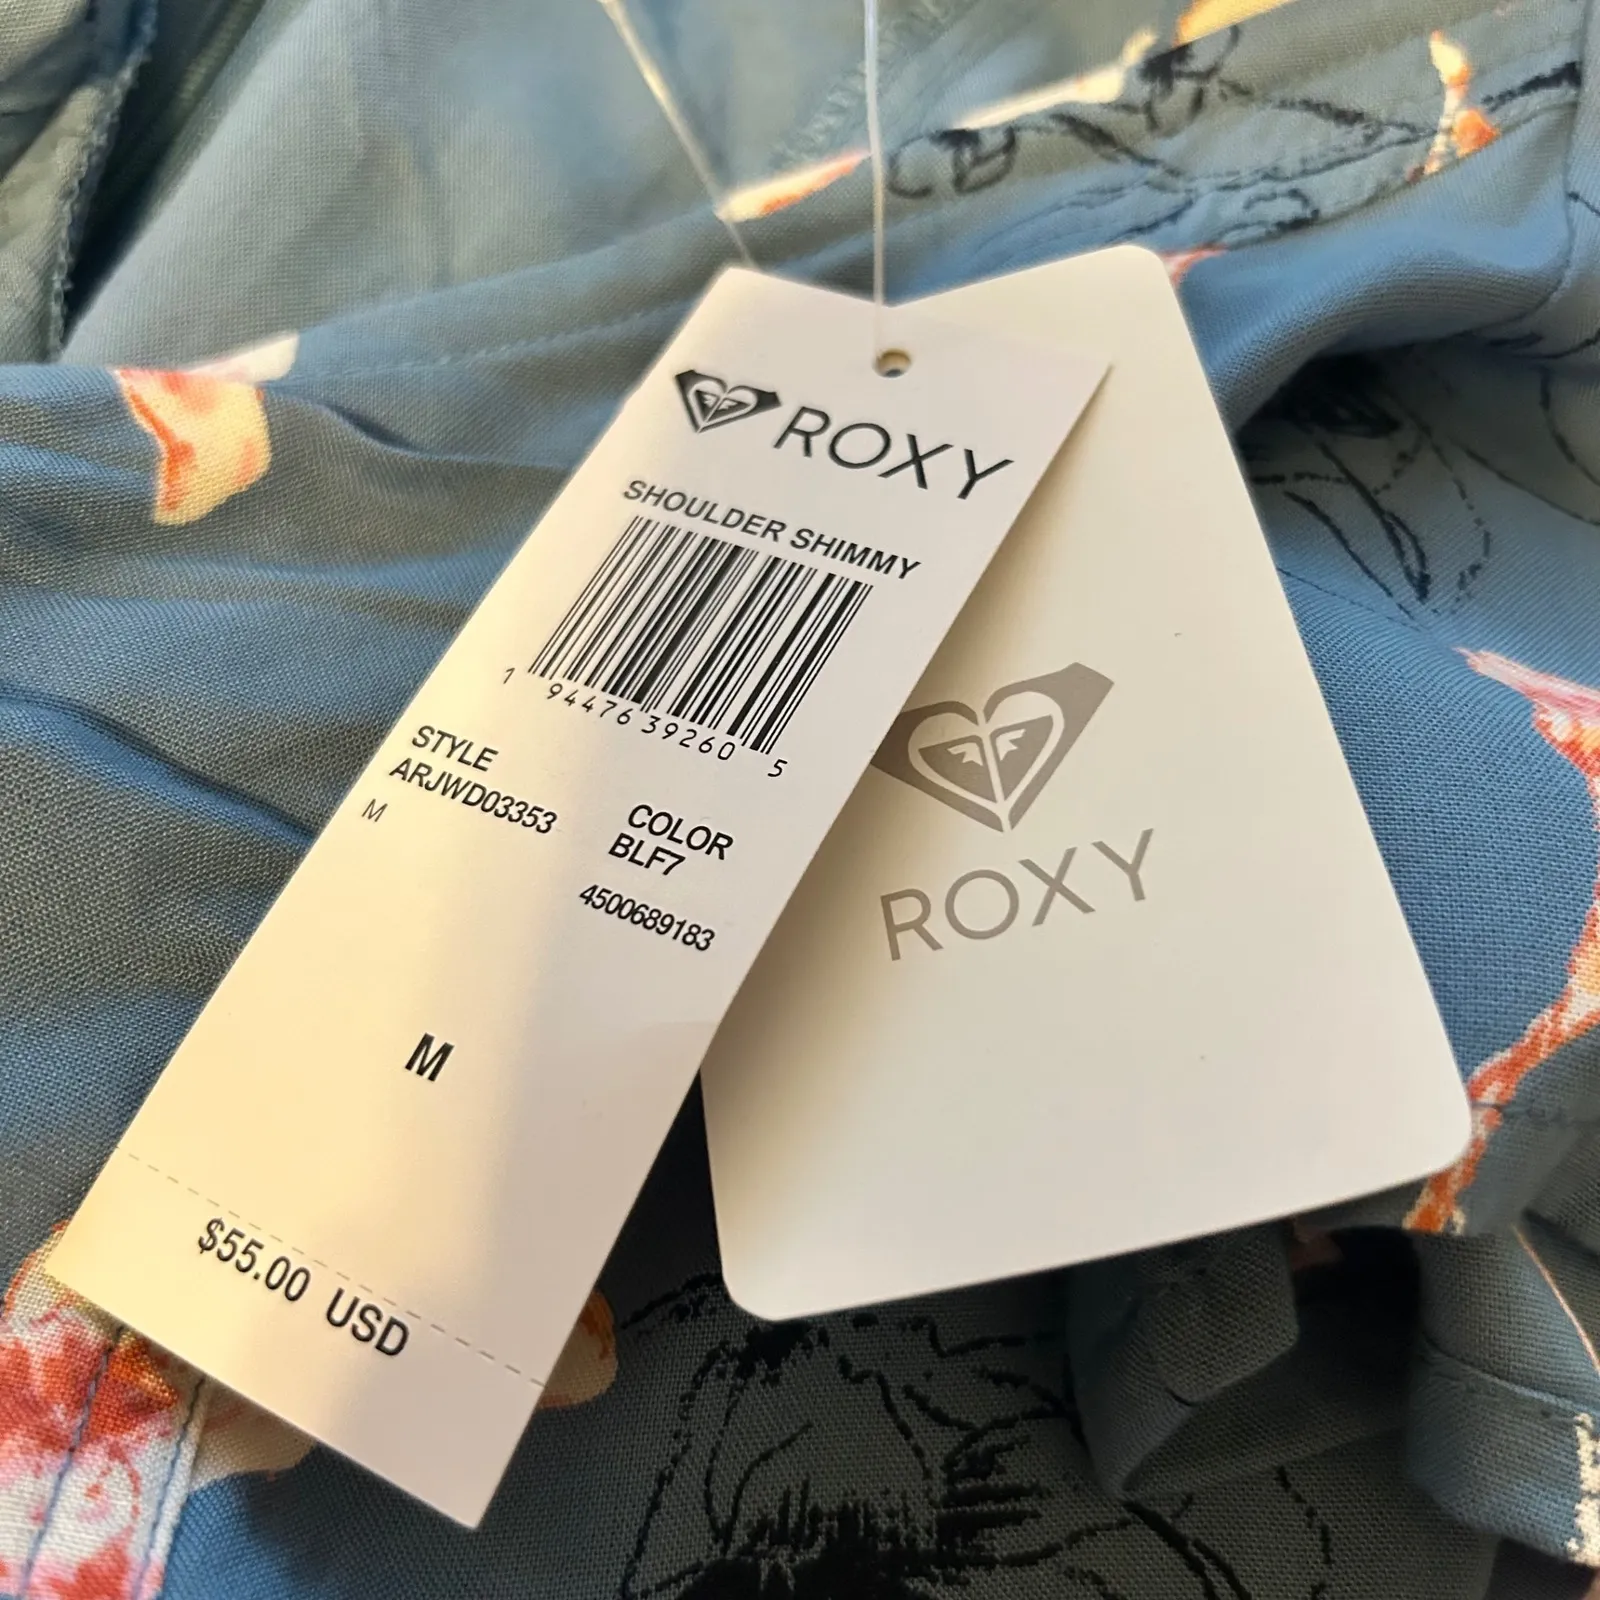 ROXY
SHOULDER SHIMMY
1 94476 39260 5
STYLE
ARJWD03353
M
COLOR
BLF7
4500689183
M
$55.00 USD
ROXY